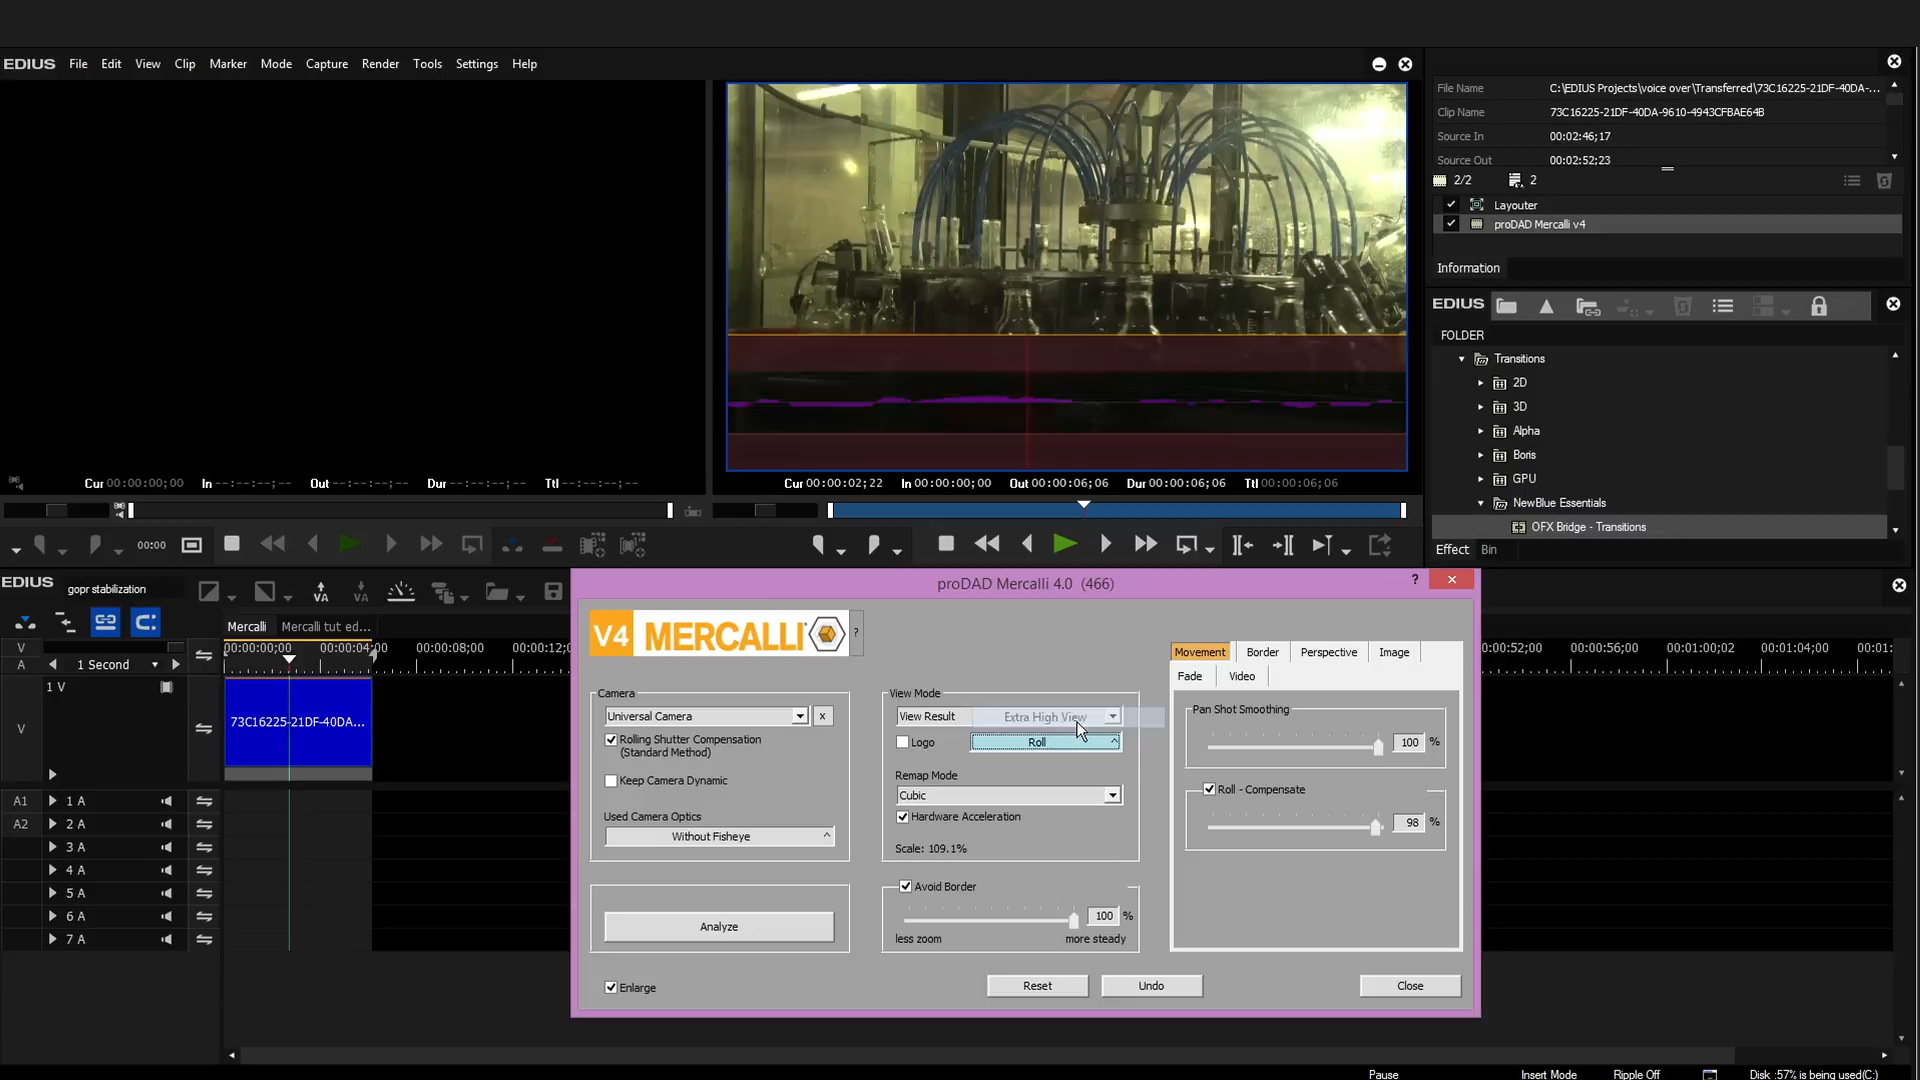 EDIUS File Edit View Clip Marker Mode Capture Render Tools Settings Help
File Name C:\EDIUS Projects\voice over\Transferred\73C16225-21DF-40DA-...
Clip Name 73C16225-21DF-40DA-9610-4943CFBAE64B
Source In 00:02:46;17
Source Out 00:02:52;23
2/2 2
Layouter
proDAD Mercalli v4
Information
EDIUS
FOLDER
Transitions
2D
3D
Alpha
Boris
GPU
NewBlue Essentials
OFX Bridge - Transitions
Effect Bin
Cur 00:00:00;00 In --:--:--;-- Out --:--:--;-- Dur --:--:--;-- Ttl --:--:--;--
Cur 00:00:02;22 In 00:00:00;00 Out 00:00:06;06 Dur 00:00:06;06 Ttl 00:00:06;06
00:00
EDIUS gopr stabilization
Mercalli Mercalli tut ed...
V
A
1 Second
00:00:00;00 00:00:04;00 00:00:08;00 00:00:12;0
0:00:52;00 00:00:56;00 00:01:00;02 00:01:04;00 00:01:
1 V
V
73C16225-21DF-40DA...
A1 1 A
A2 2 A
3 A
4 A
5 A
6 A
7 A
proDAD Mercalli 4.0 (466)
?
V4 MERCALLI
?
Camera
Universal Camera
x
Rolling Shutter Compensation
(Standard Method)
Keep Camera Dynamic
Used Camera Optics
Without Fisheye
Analyze
Enlarge
View Mode
View Result
Extra High View
Logo
Roll
Remap Mode
Cubic
Hardware Acceleration
Scale: 109.1%
Avoid Border
100 %
less zoom more steady
Movement Border Perspective Image
Fade Video
Pan Shot Smoothing
100 %
Roll - Compensate
98 %
Reset Undo Close
Pause Insert Mode Ripple Off Disk :57% is being used(C:)